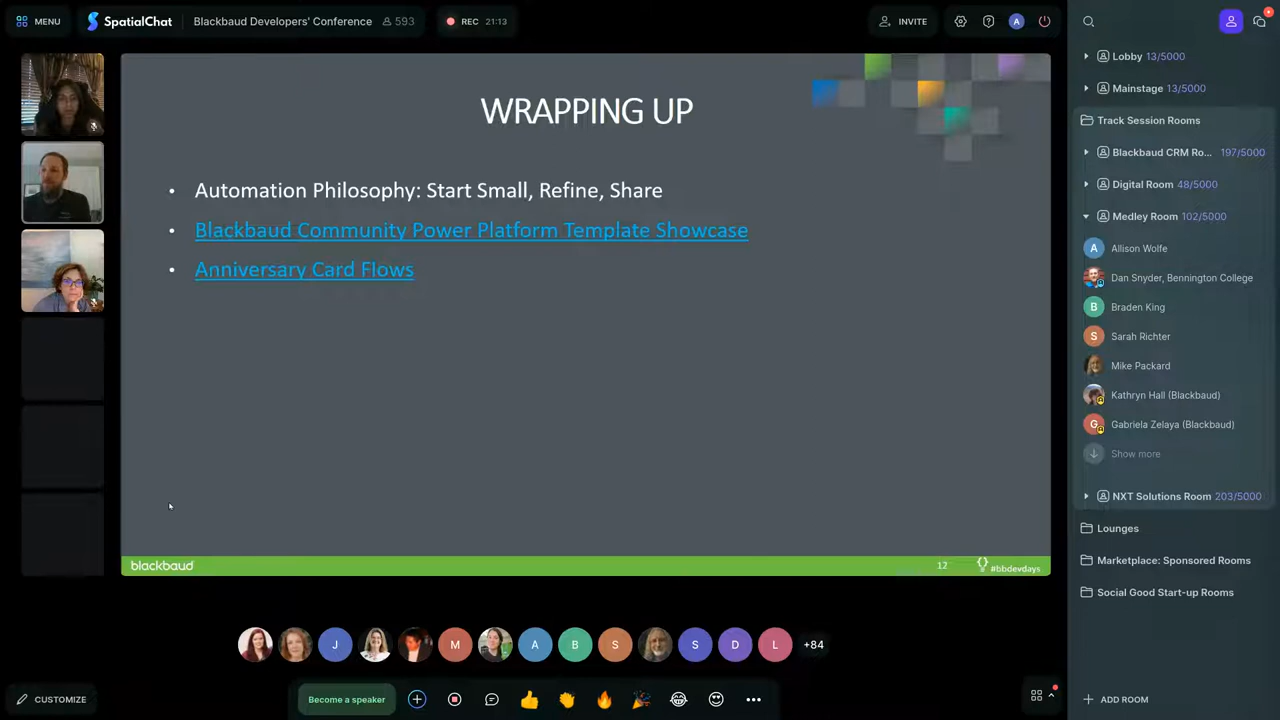 MENU
SpatialChat
Blackbaud Developers' Conference 593
REC 21:13
INVITE
A
WRAPPING UP
• Automation Philosophy: Start Small, Refine, Share
• Blackbaud Community Power Platform Template Showcase
• Anniversary Card Flows
blackbaud
12
#bbdevdays
J
M
A
B
S
S
D
L
+84
CUSTOMIZE
Become a speaker
Lobby 13/5000
Mainstage 13/5000
Track Session Rooms
Blackbaud CRM Ro... 197/5000
Digital Room 48/5000
Medley Room 102/5000
A Allison Wolfe
Dan Snyder, Bennington College
B Braden King
S Sarah Richter
Mike Packard
Kathryn Hall (Blackbaud)
G Gabriela Zelaya (Blackbaud)
Show more
NXT Solutions Room 203/5000
Lounges
Marketplace: Sponsored Rooms
Social Good Start-up Rooms
ADD ROOM